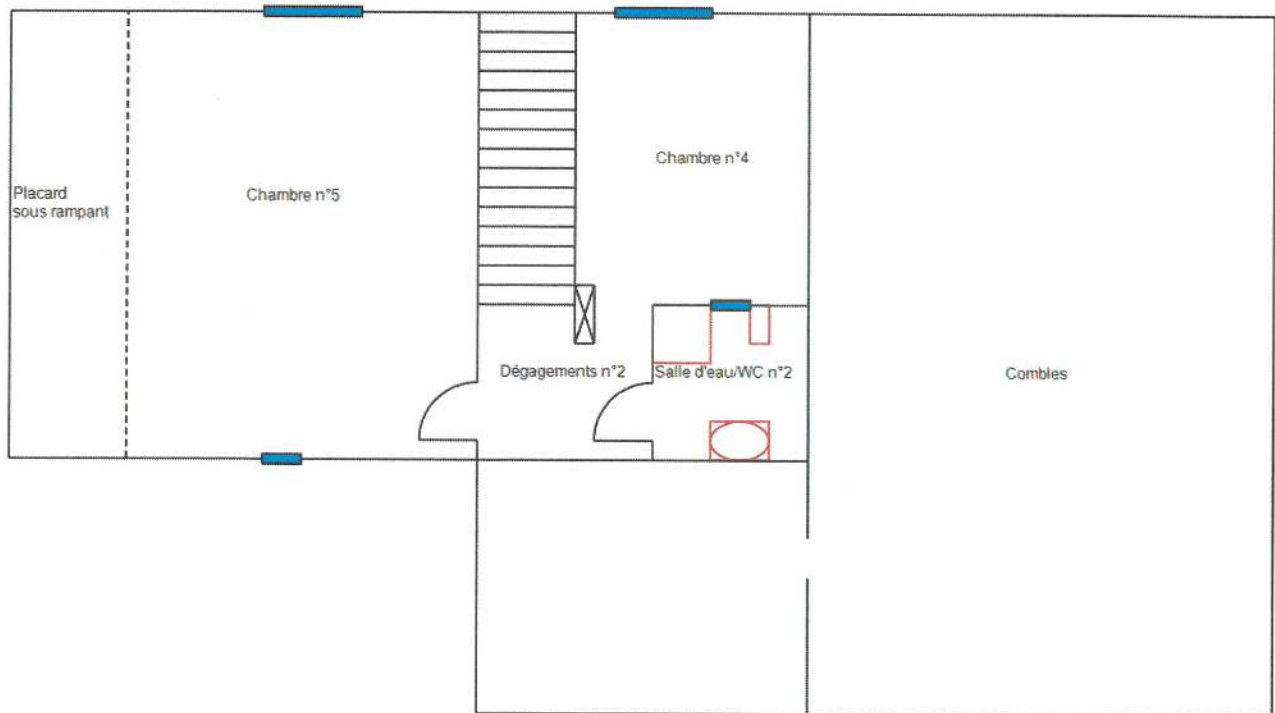 Placard
sous rampant
Chambre n°5
Chambre n°4
Dégagements n°2
Salle d'eau/WC n°2
Combles